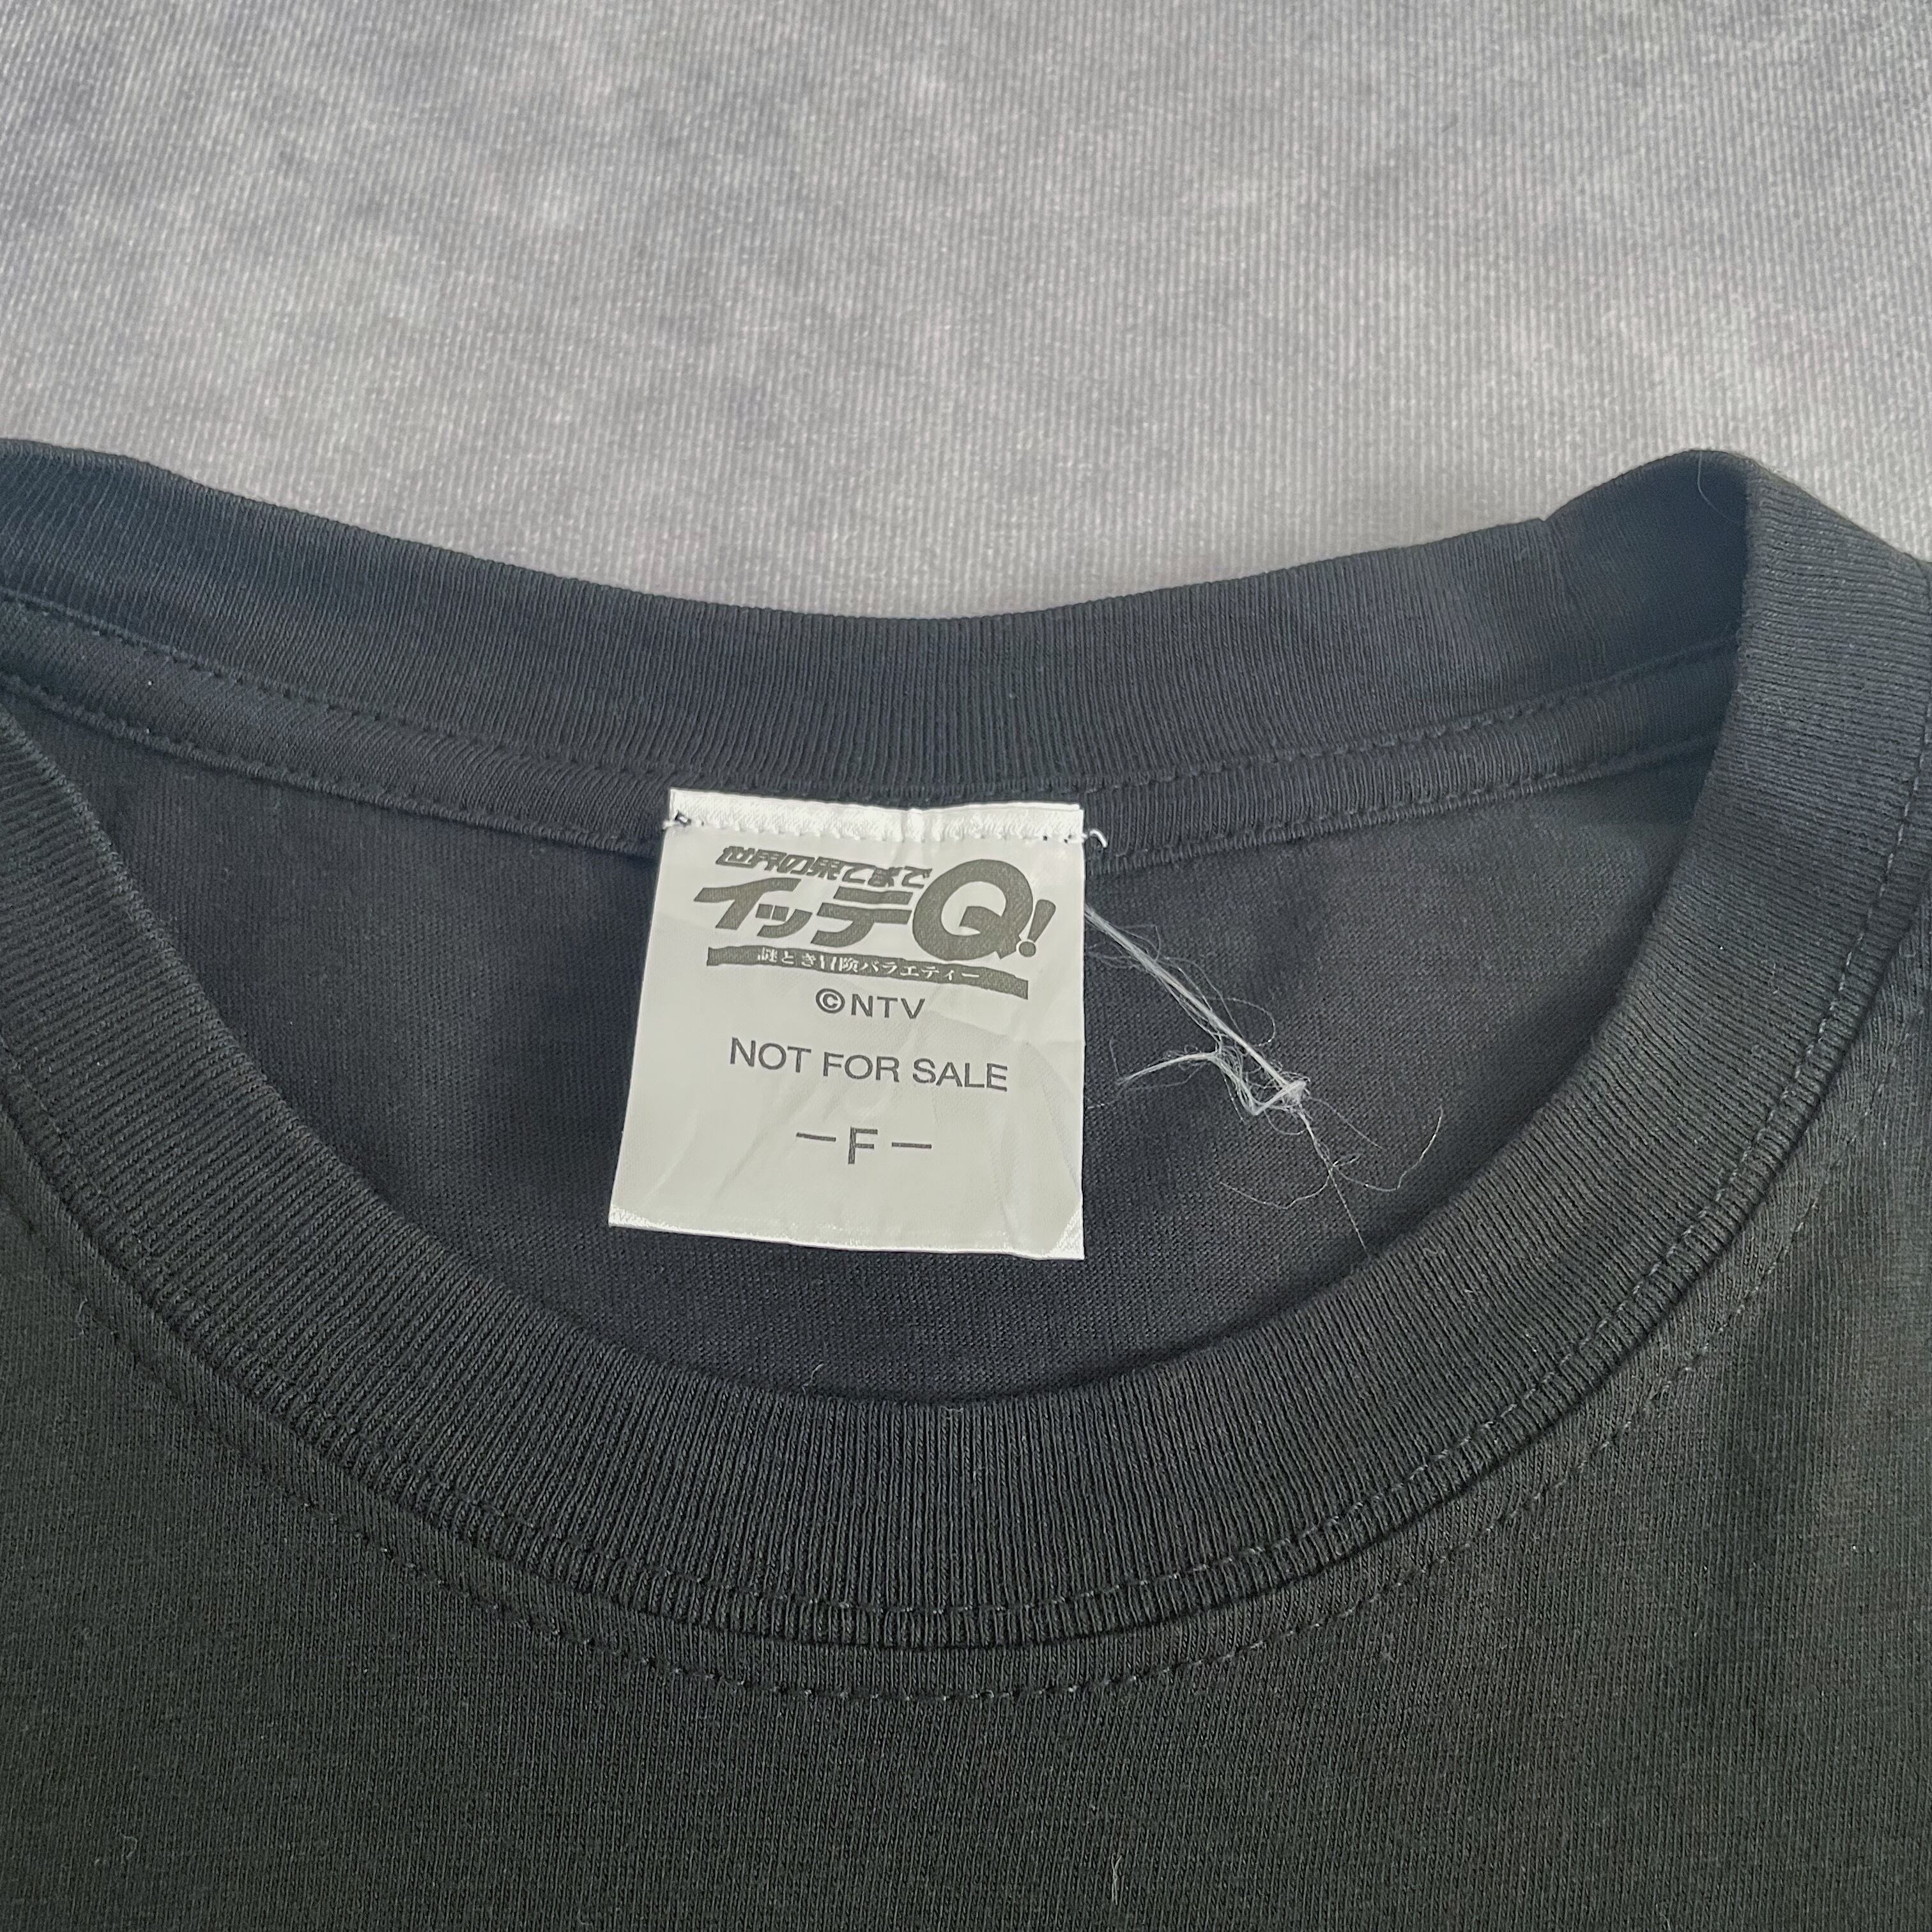 世界の果てまで
イッテQ!
謎とき冒険バラエティー
©NTV
NOT FOR SALE
－F－